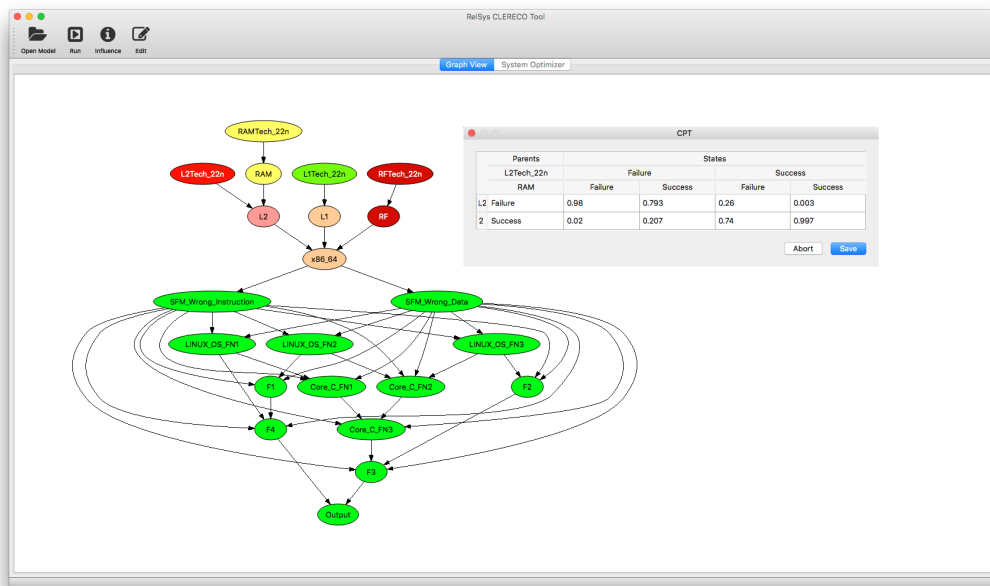 RelSys CLERECO Tool
Open Model Run Influence Edit
Graph View System Optimizer
RAMTech_22n
CPT
Parents States
L2Tech_22n Failure Success
RAM Failure Success Failure Success
L2 Failure 0.98 0.793 0.26 0.003
2 Success 0.02 0.207 0.74 0.997
Abort Save
L2Tech_22n RAM L1Tech_22n RFTech_22n
L2 L1 RF
x86_64
SFM_Wrong_Instruction SFM_Wrong_Data
LINUX_OS_FN1 LINUX_OS_FN2 LINUX_OS_FN3
F1 Core_C_FN1 Core_C_FN2 F2
F4 Core_C_FN3
F3
Output